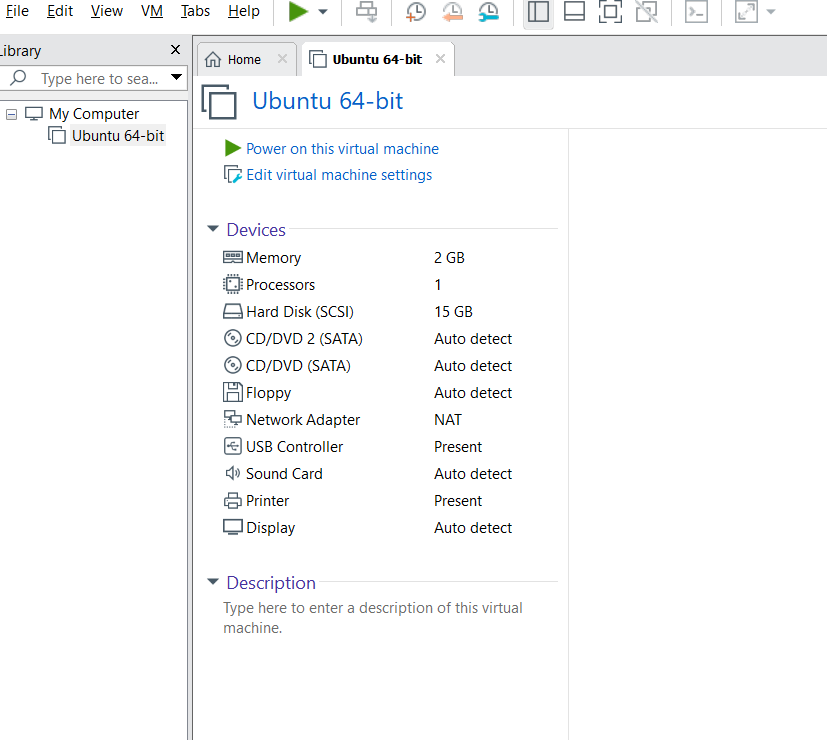 File Edit View VM Tabs Help
Library
Type here to sea...
My Computer
Ubuntu 64-bit
Home
Ubuntu 64-bit
Ubuntu 64-bit
Power on this virtual machine
Edit virtual machine settings
Devices
Memory 2 GB
Processors 1
Hard Disk (SCSI) 15 GB
CD/DVD 2 (SATA) Auto detect
CD/DVD (SATA) Auto detect
Floppy Auto detect
Network Adapter NAT
USB Controller Present
Sound Card Auto detect
Printer Present
Display Auto detect
Description
Type here to enter a description of this virtual
machine.